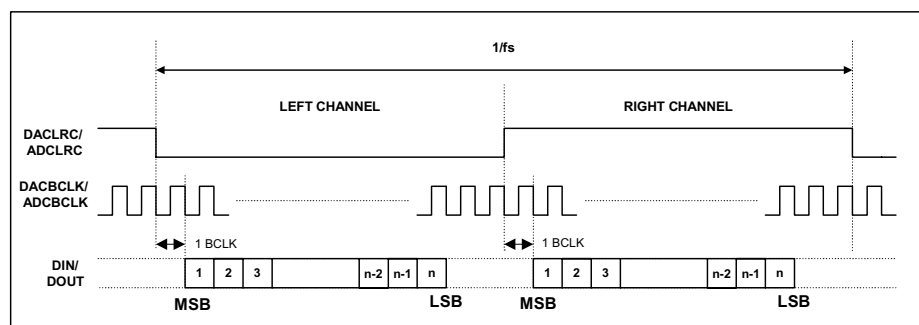 1/fs
LEFT CHANNEL
RIGHT CHANNEL
DACLRC/
ADCLRC
DACBCLK/
ADCBCLK
1 BCLK
1 BCLK
DIN/
DOUT
1 2 3 n-2 n-1 n
1 2 3 n-2 n-1 n
MSB
LSB
MSB
LSB